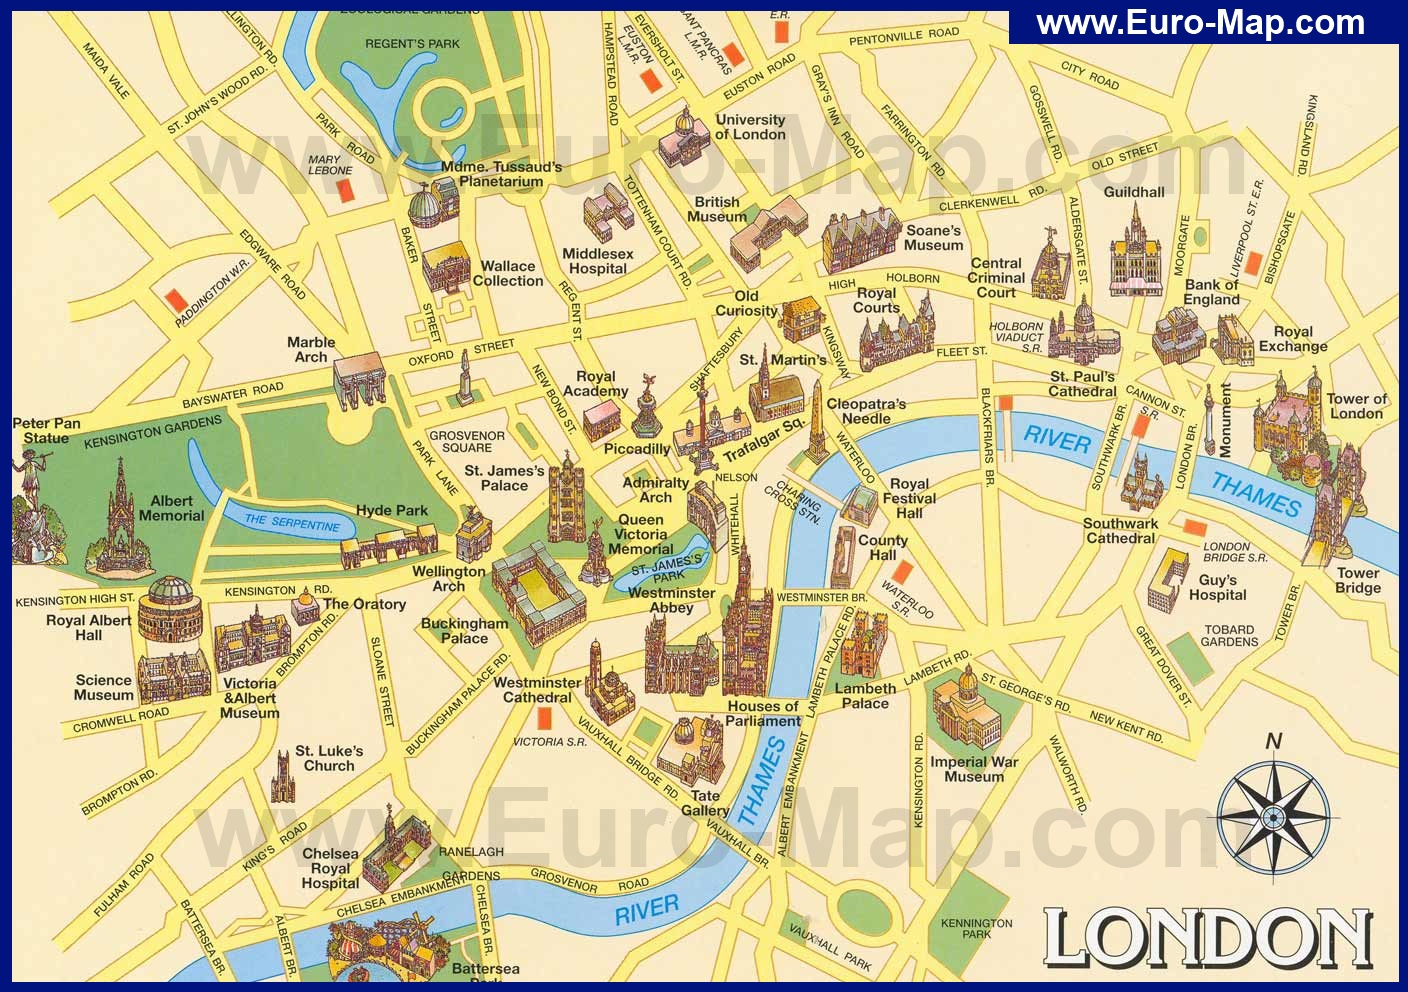 www.Euro-Map.com
ZOOLOGICAL GARDENS
REGENT'S PARK
MAIDA VALE
ST. JOHN'S WOOD RD.
PARK ROAD
HAMPSTEAD ROAD
EVERSHOLT ST.
EUSTON
L.M.R.
PANCRAS
L.M.R.
E.R.
PENTONVILLE ROAD
EUSTON ROAD
CITY ROAD
GRAY'S INN ROAD
FARRINGTON RD.
GOSSWELL RD.
OLD STREET
KINGSLAND RD.
University
of London
www.Euro-Map.com
MARY
LEBONE
Mdme. Tussaud's
Planetarium
TOTTENHAM COURT RD.
British
Museum
CLERKENWELL RD.
ALDERSGATE ST.
Guildhall
MOORGATE
LIVERPOOL ST. E.R.
BISHOPSGATE
EDGWARE ROAD
PADDINGTON W.R.
BAKER
STREET
Wallace
Collection
Middlesex
Hospital
REGENT ST.
Soane's
Museum
HIGH HOLBORN
Central
Criminal
Court
Bank of
England
Old
Curiosity
Royal
Courts
KINGSWAY
HOLBORN
VIADUCT
S.R.
Royal
Exchange
Marble
Arch
OXFORD STREET
SHAFTESBURY
St. Martin's
FLEET ST.
St. Paul's
Cathedral
BAYSWATER ROAD
NEW BOND ST.
Royal
Academy
CANNON ST.
S.R.
Monument
Tower of
London
Peter Pan
Statue
KENSINGTON GARDENS
PARK LANE
GROSVENOR
SQUARE
Piccadilly
Trafalgar Sq.
Cleopatra's
Needle
WATERLOO
BLACKFRIARS BR.
RIVER
SOUTHWARK BR.
LONDON BR.
THAMES
St. James's
Palace
Admiralty
Arch
NELSON
CHARING
CROSS STN.
WHITEHALL
Royal
Festival
Hall
Albert
Memorial
THE SERPENTINE
Hyde Park
Queen
Victoria
Memorial
ST. JAMES'S
PARK
County
Hall
Southwark
Cathedral
LONDON
BRIDGE S.R.
Wellington
Arch
WATERLOO
S.R.
Guy's
Hospital
Tower
Bridge
KENSINGTON HIGH ST.
KENSINGTON RD.
The Oratory
Westminster
Abbey
WESTMINSTER BR.
TOWER BR.
Royal Albert
Hall
BROMPTON RD.
SLOANE STREET
Buckingham
Palace
LAMBETH PALACE RD.
GREAT DOVER ST.
TOBARD
GARDENS
Science
Museum
Victoria
&Albert
Museum
BUCKINGHAM PALACE RD.
Westminster
Cathedral
Houses of
Parliament
Lambeth
Palace
LAMBETH RD.
ST. GEORGE'S RD.
NEW KENT RD.
CROMWELL ROAD
VICTORIA S.R.
VAUXHALL BRIDGE RD.
St. Luke's
Church
THAMES
ALBERT EMBANKMENT
KENSINGTON RD.
Imperial War
Museum
WALWORTH RD.
N
BROMPTON RD.
Tate
Gallery
www.Euro-Map.com
KING'S ROAD
VAUXHALL BR.
Chelsea
Royal
Hospital
RANELAGH
GARDENS
FULHAM ROAD
CHELSEA EMBANKMENT
GROSVENOR ROAD
BATTERSEA BR.
ALBERT BR.
CHELSEA BR.
RIVER
VAUXHALL PARK
KENNINGTON
PARK
LONDON
Battersea